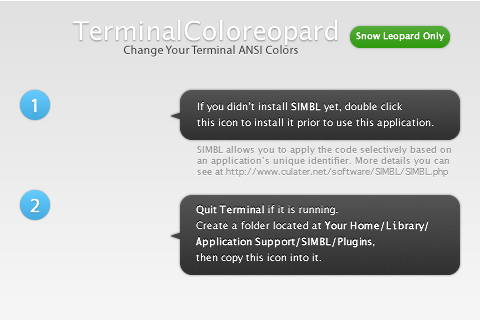 TerminalColoreopard
Snow Leopard Only
Change Your Terminal ANSI Colors
1
If you didn't install SIMBL yet, double click
this icon to install it prior to use this application.
SIMBL allows you to apply the code selectively based on
an application's unique identifier. More details you can
see at http://www.culater.net/software/SIMBL/SIMBL.php
2
Quit Terminal if it is running.
Create a folder located at Your Home/Library/
Application Support/SIMBL/Plugins,
then copy this icon into it.